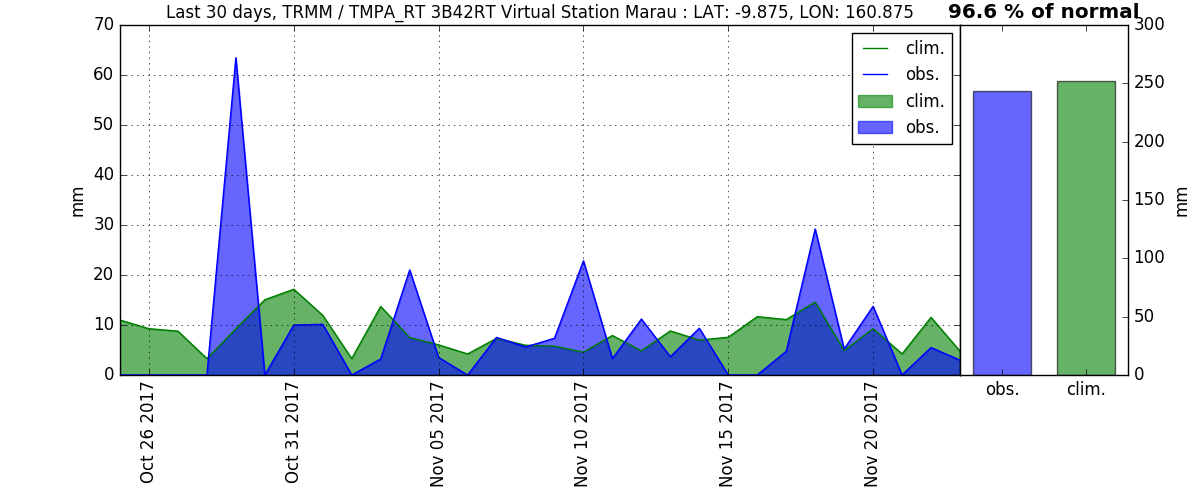 Last 30 days, TRMM / TMPA_RT 3B42RT Virtual Station Marau : LAT: -9.875, LON: 160.875
96.6 % of normal
70
60
50
40
30
20
10
0
mm
clim.
obs.
clim.
obs.
300
250
200
150
100
50
0
mm
obs.
clim.
Oct 26 2017
Oct 31 2017
Nov 05 2017
Nov 10 2017
Nov 15 2017
Nov 20 2017